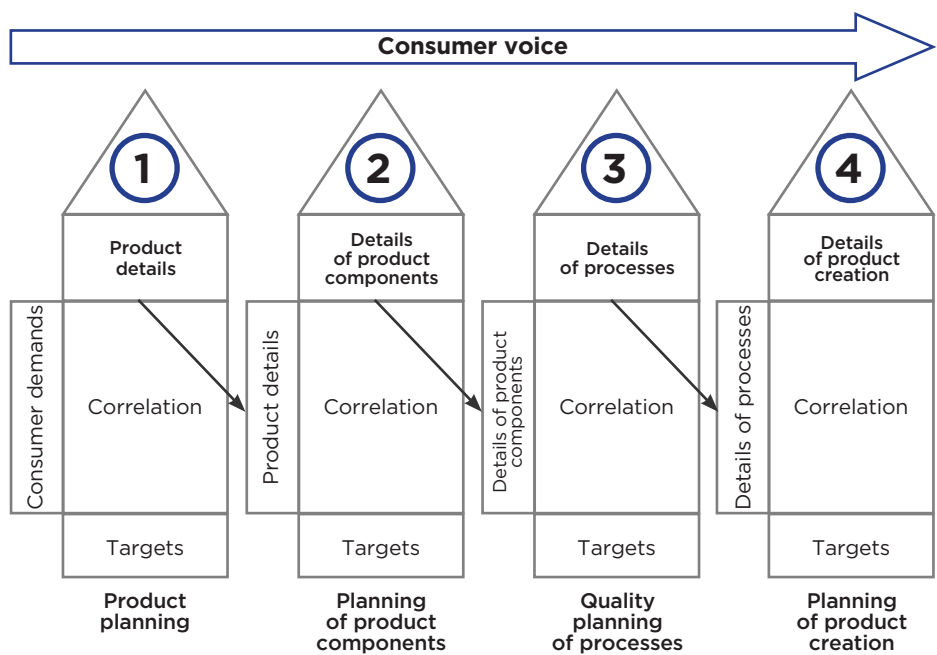 Consumer voice
1
Product
details
Consumer demands
Correlation
Targets
Product
planning
2
Details
of product
components
Product details
Correlation
Targets
Planning
of product
components
3
Details
of processes
Details of product
components
Correlation
Targets
Quality
planning
of processes
4
Details
of product
creation
Details of processes
Correlation
Targets
Planning
of product
creation